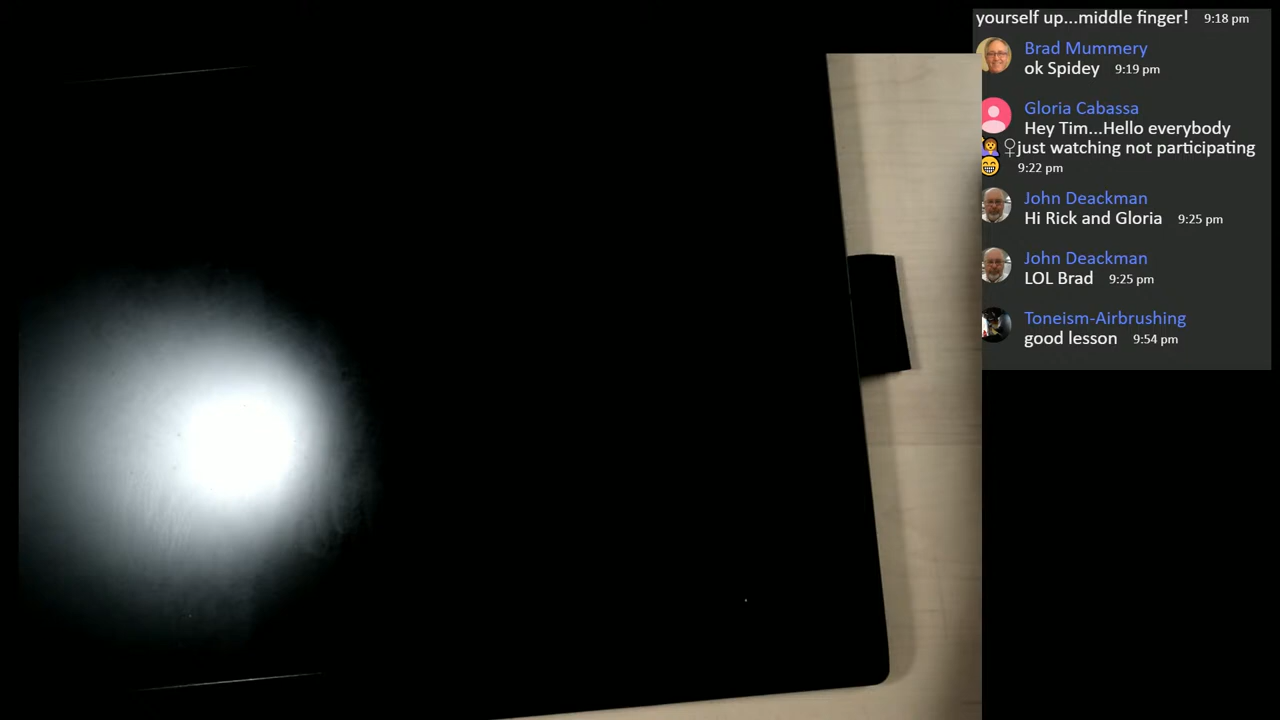 yourself up...middle finger! 9:18 pm
Brad Mummery
ok Spidey 9:19 pm
Gloria Cabassa
Hey Tim...Hello everybody
🙋‍♀just watching not participating
😁 9:22 pm
John Deackman
Hi Rick and Gloria 9:25 pm
John Deackman
LOL Brad 9:25 pm
Toneism-Airbrushing
good lesson 9:54 pm